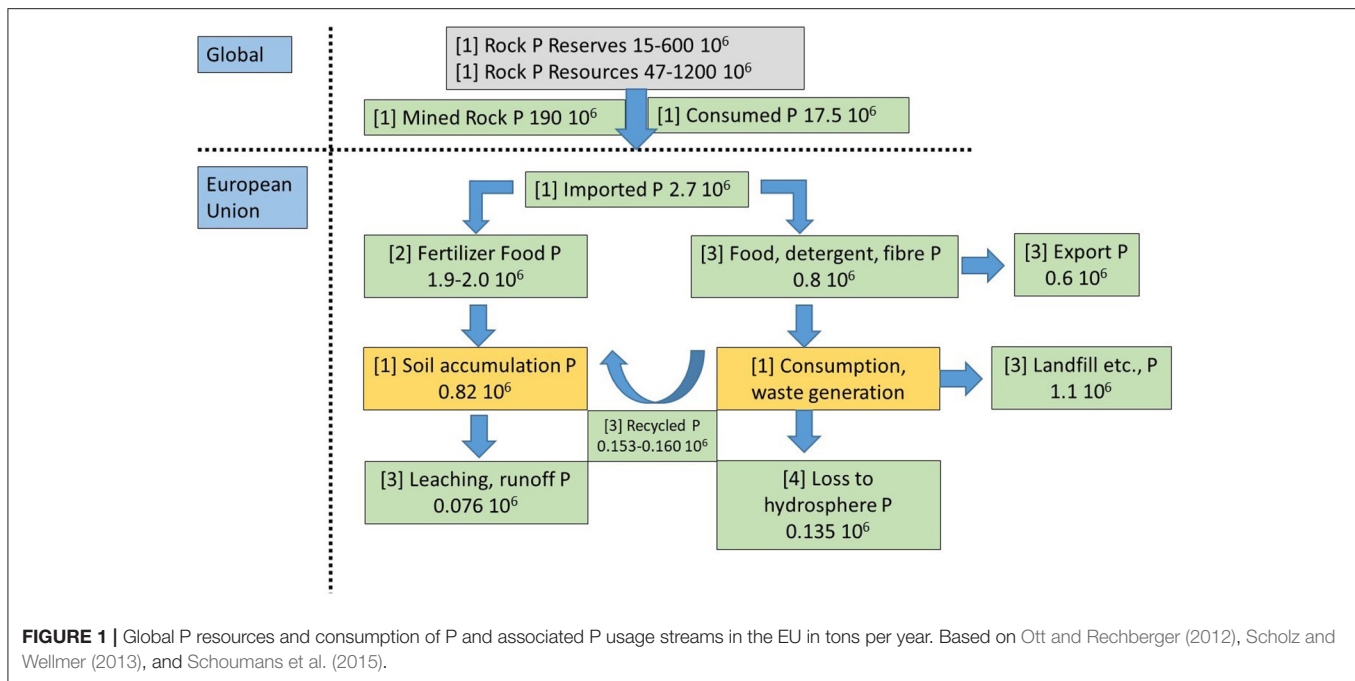 Global
[1] Rock P Reserves 15-600 10⁶
[1] Rock P Resources 47-1200 10⁶
[1] Mined Rock P 190 10⁶
[1] Consumed P 17.5 10⁶
European
Union
[1] Imported P 2.7 10⁶
[2] Fertilizer Food P
1.9-2.0 10⁶
[3] Food, detergent, fibre P
0.8 10⁶
[3] Export P
0.6 10⁶
[1] Soil accumulation P
0.82 10⁶
[1] Consumption,
waste generation
[3] Landfill etc., P
1.1 10⁶
[3] Recycled P
0.153-0.160 10⁶
[3] Leaching, runoff P
0.076 10⁶
[4] Loss to
hydrosphere P
0.135 10⁶
FIGURE 1 | Global P resources and consumption of P and associated P usage streams in the EU in tons per year. Based on Ott and Rechberger (2012), Scholz and
Wellmer (2013), and Schoumans et al. (2015).